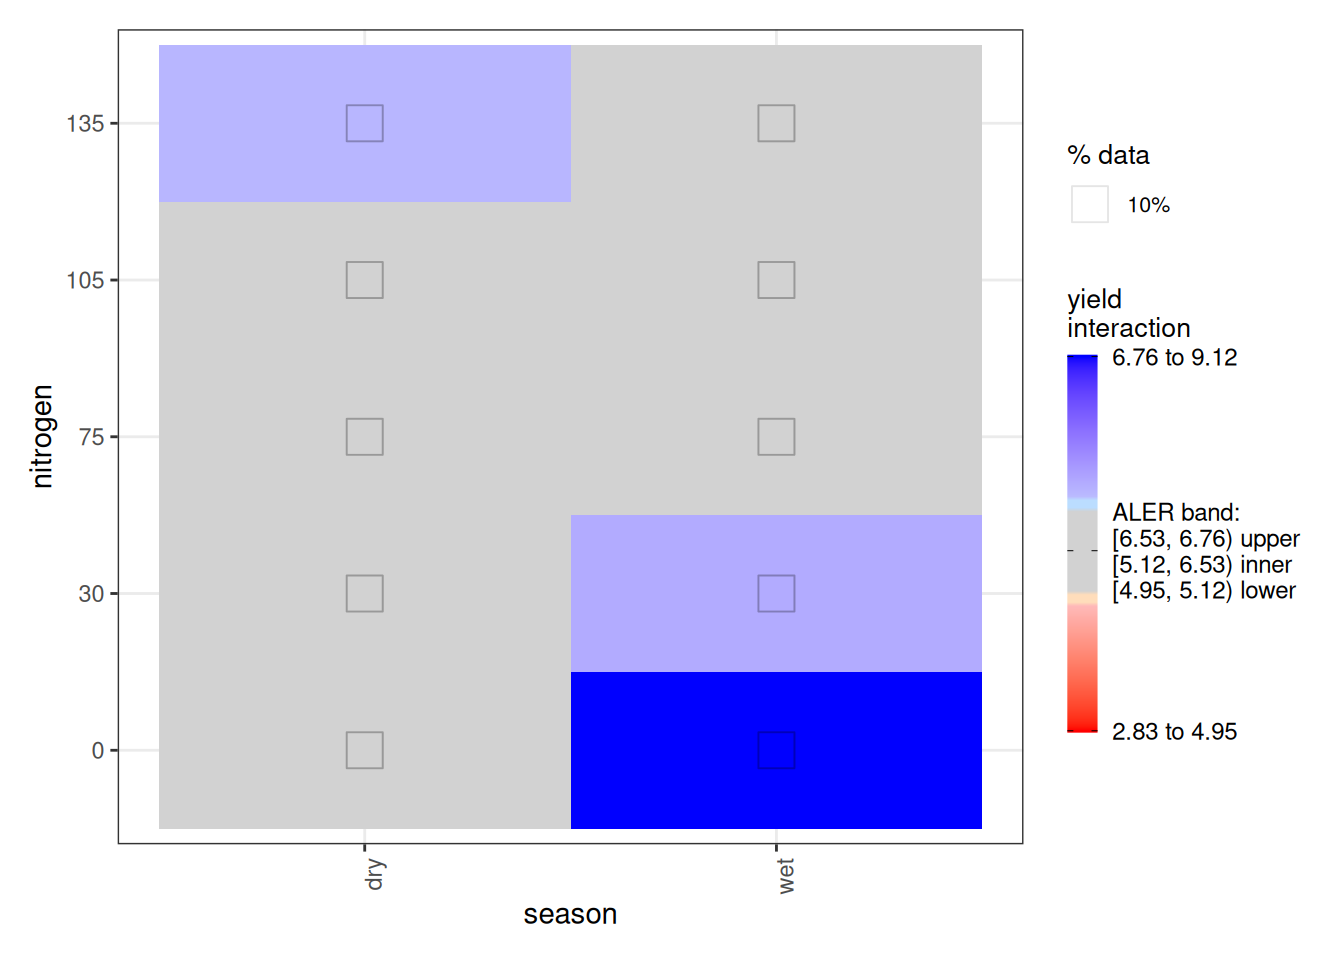 135
105
75
30
0
nitrogen
dry
wet
season
% data
10%
yield
interaction
6.76 to 9.12
ALER band:
[6.53, 6.76) upper
[5.12, 6.53) inner
[4.95, 5.12) lower
2.83 to 4.95